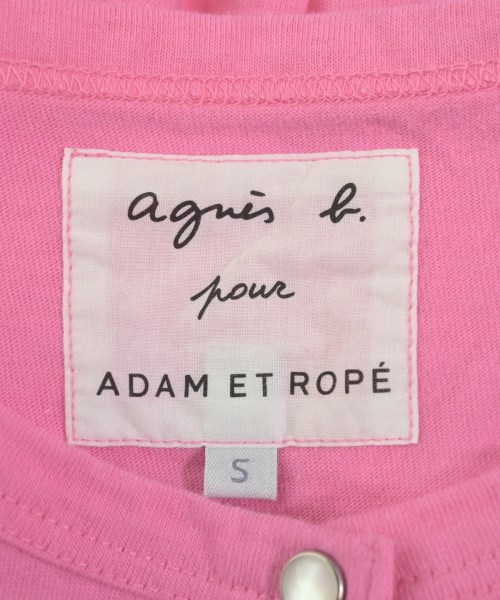 agnès b.
pour
ADAM ET ROPÉ
S